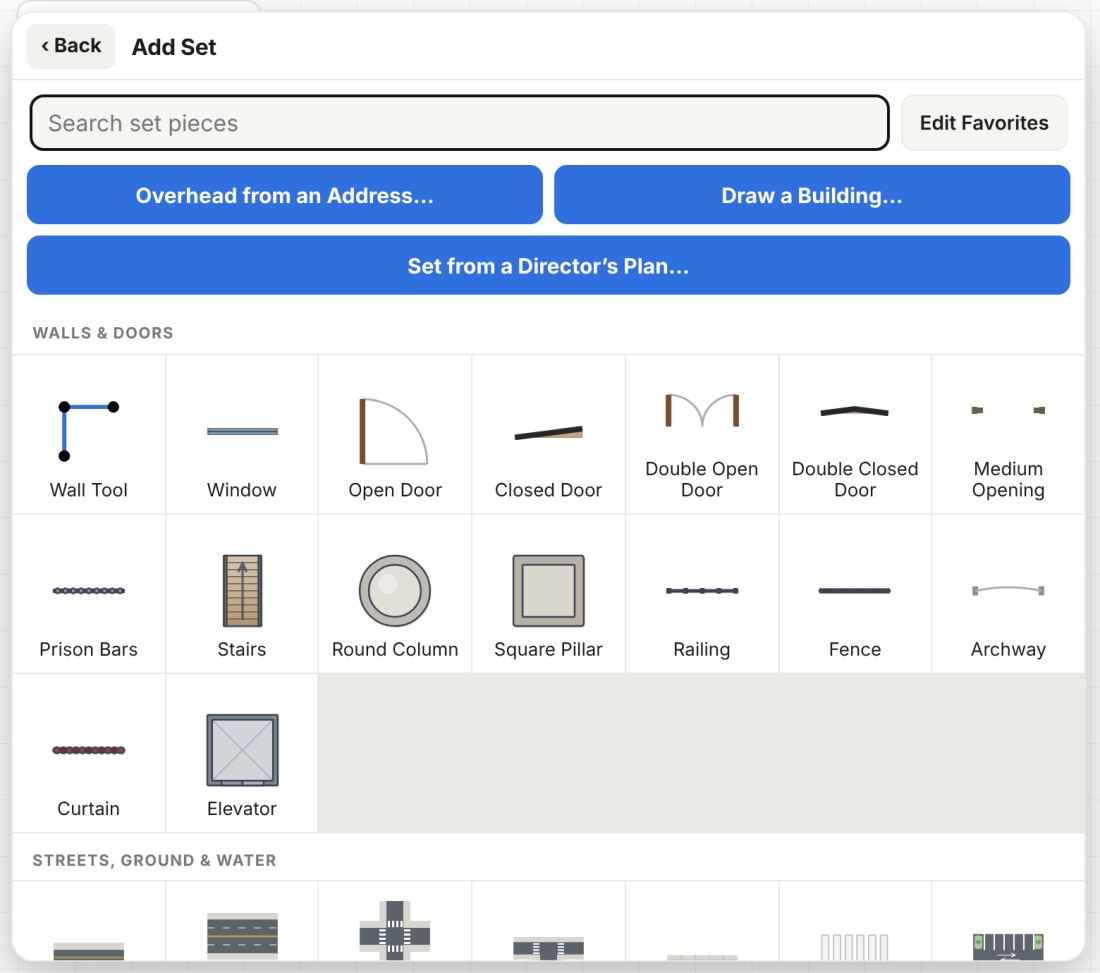 ‹ Back
Add Set
Search set pieces
Edit Favorites
Overhead from an Address...
Draw a Building...
Set from a Director’s Plan...
WALLS & DOORS
Wall Tool
Window
Open Door
Closed Door
Double Open
Door
Double Closed
Door
Medium
Opening
Prison Bars
Stairs
Round Column
Square Pillar
Railing
Fence
Archway
Curtain
Elevator
STREETS, GROUND & WATER